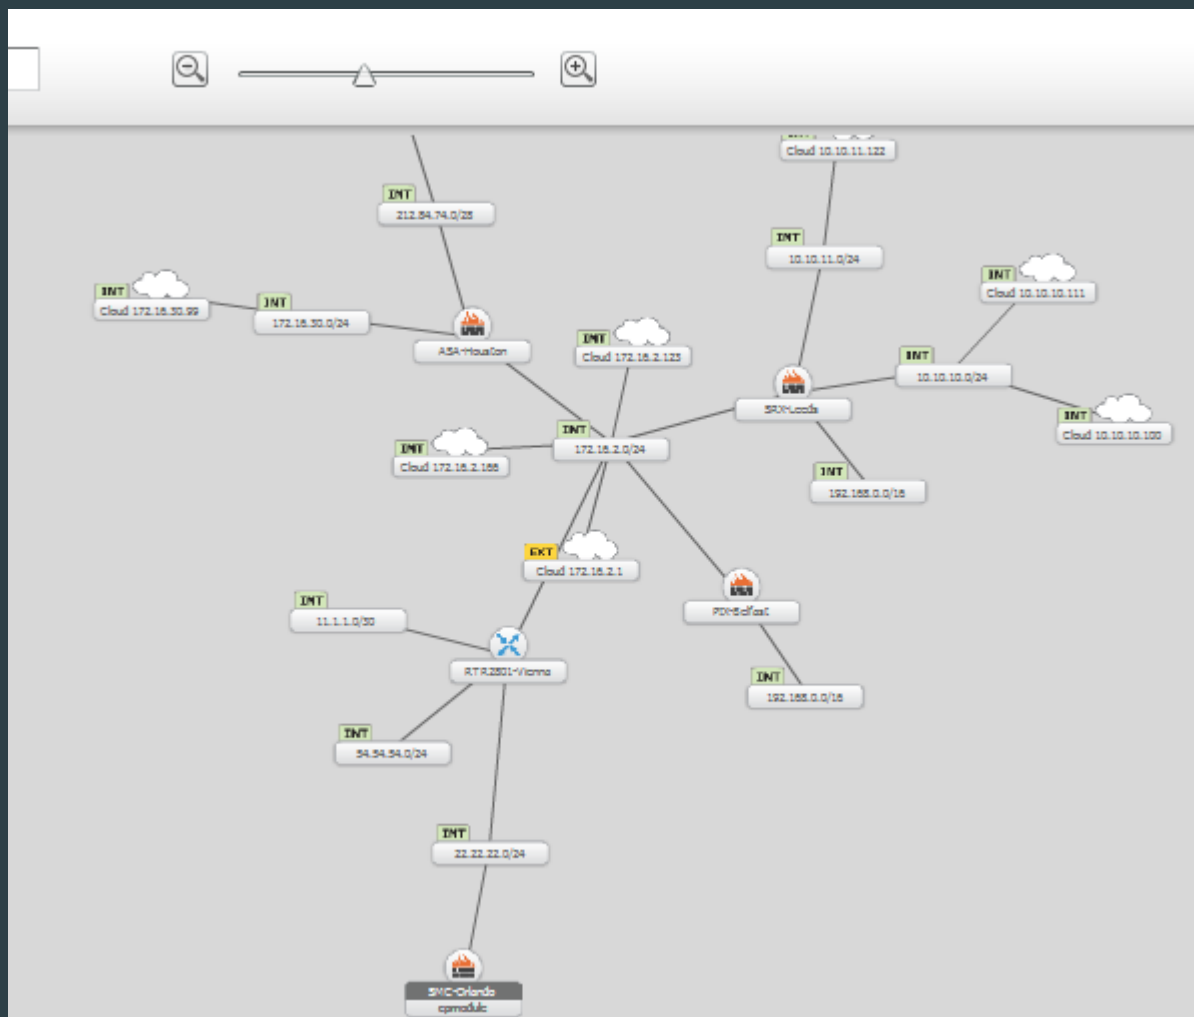 Cloud 10.10.11.122
INT
212.84.74.0/28
INT
10.10.11.0/24
INT
Cloud 172.16.30.99
INT
172.16.30.0/24
INT
Cloud 10.10.10.111
ASA-Houston
INT
Cloud 172.16.2.123
INT
10.10.10.0/24
SRX-Leeds
INT
172.16.2.0/24
INT
Cloud 10.10.10.100
INT
Cloud 172.16.2.166
INT
192.168.0.0/16
EXT
Cloud 172.16.2.1
INT
11.1.1.0/30
PIX-Belfast
RTR2801-Vienna
INT
192.168.0.0/16
INT
54.54.54.0/24
INT
22.22.22.0/24
SMC-Orlando
cpmodule